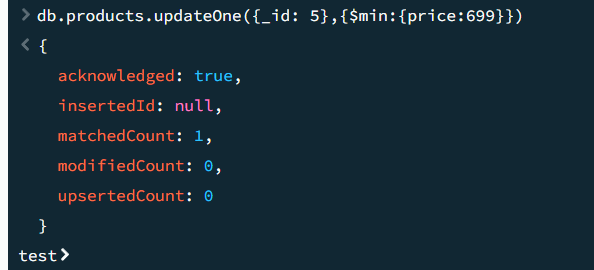 > db.products.updateOne({_id: 5},{$min:{price:699}})
< {
acknowledged: true,
insertedId: null,
matchedCount: 1,
modifiedCount: 0,
upsertedCount: 0
}
test>